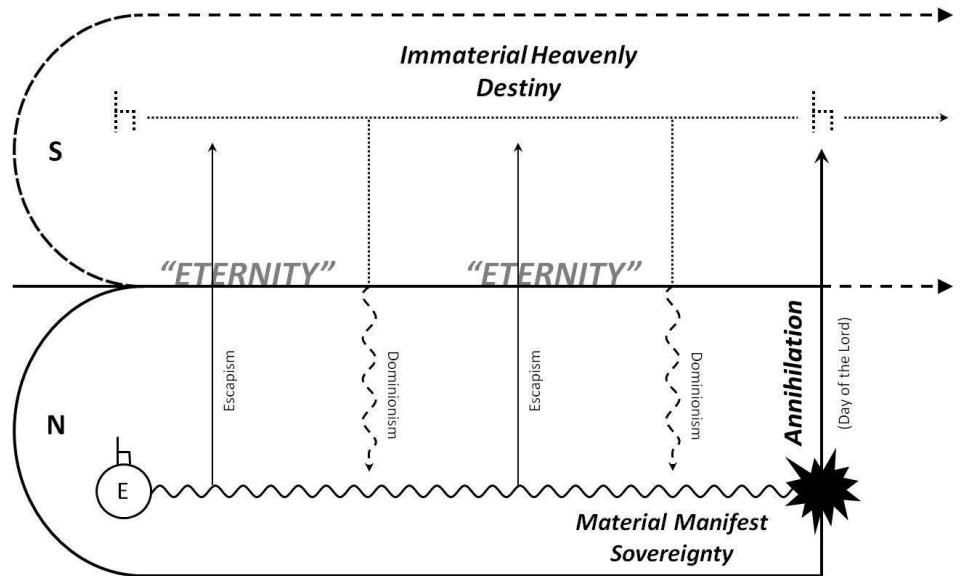 Immaterial Heavenly
Destiny
S
“ETERNITY”
“ETERNITY”
Escapism
Dominionism
Escapism
Dominionism
Annihilation
(Day of the Lord)
N
E
Material Manifest
Sovereignty